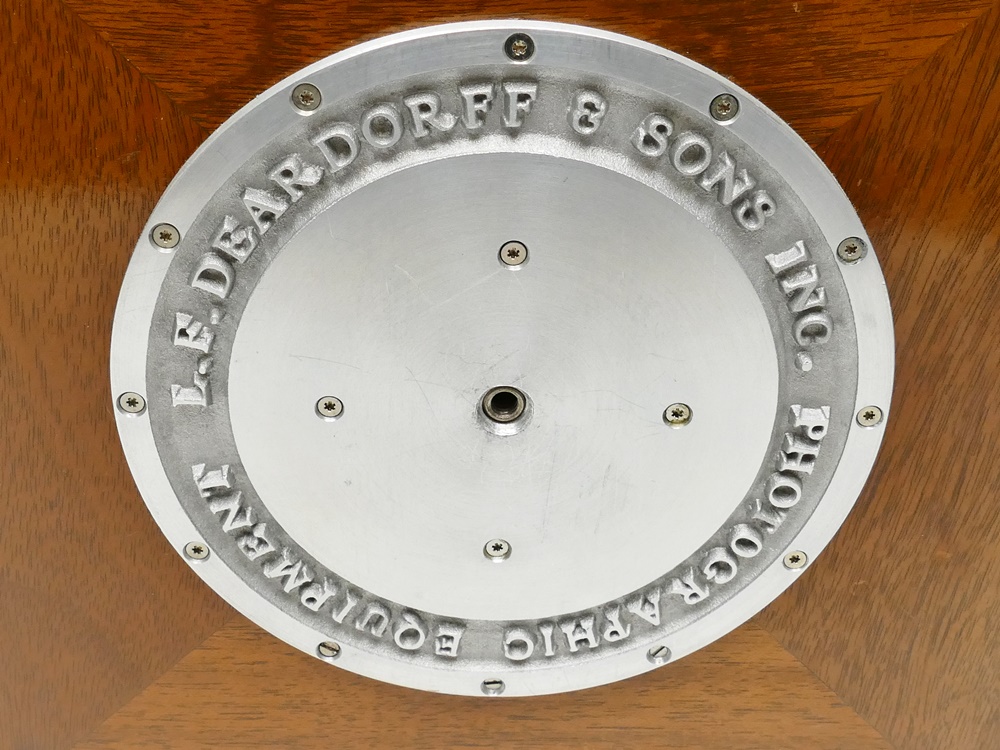 L.E. DEARDORFF & SONS INC.
PHOTOGRAPHIC EQUIPMENT